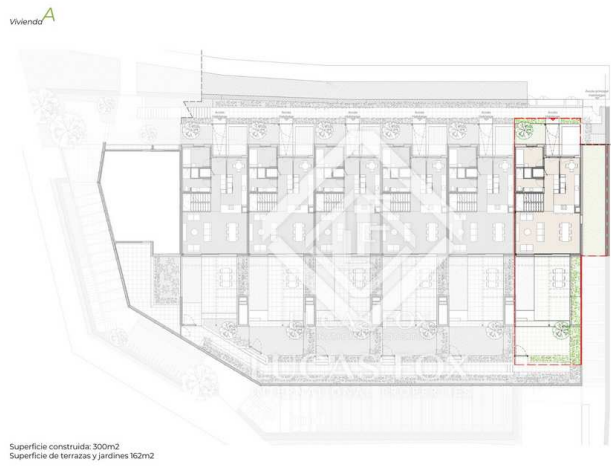 Vivienda A
LUCAS FOX
Superficie construida: 300m2
Superficie de terrazas y jardines 162m2